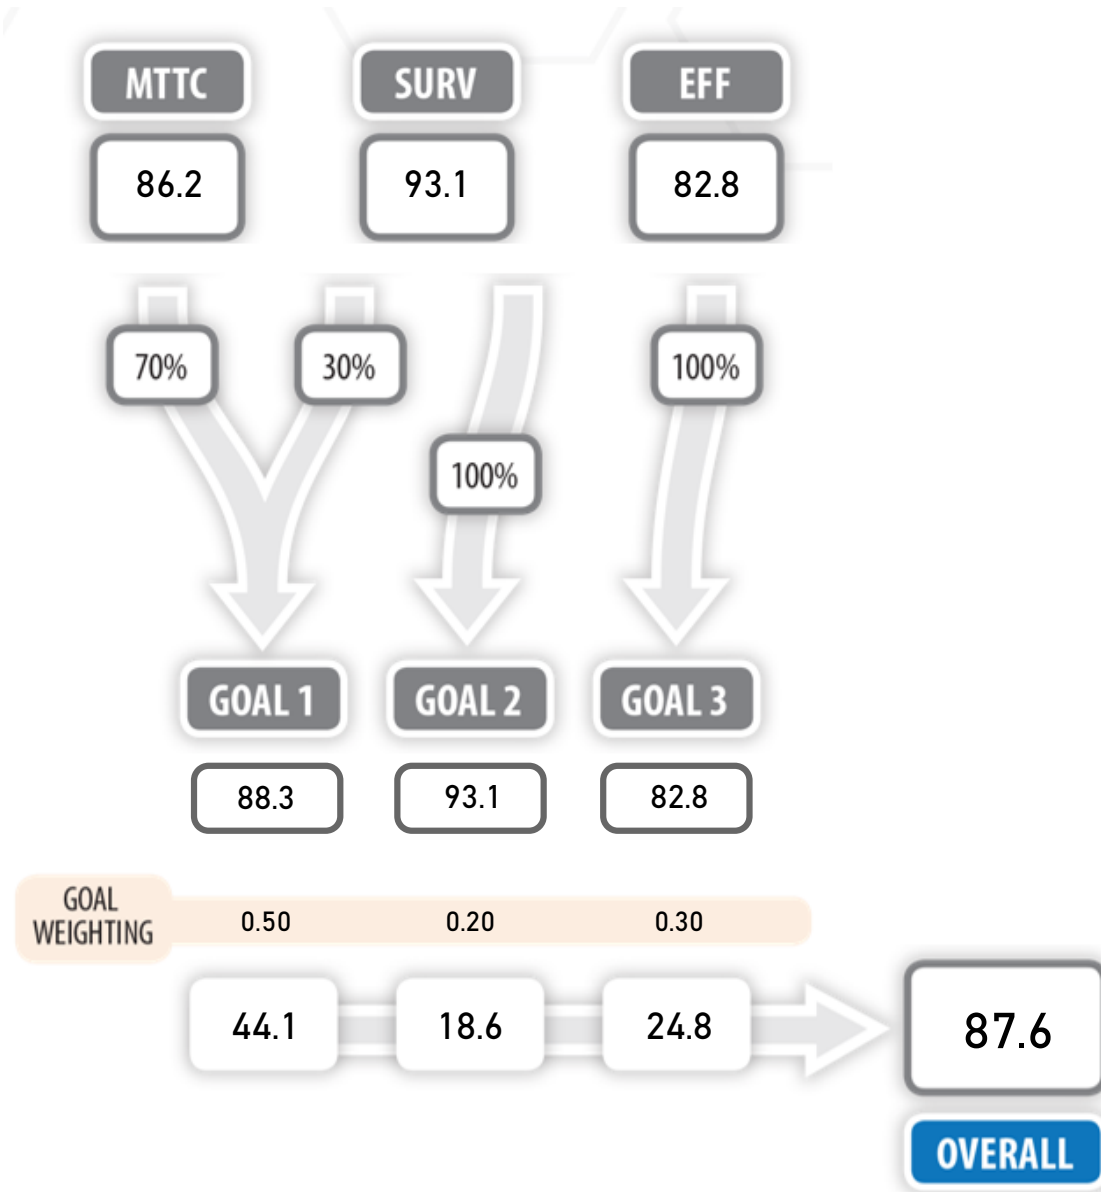 MTTC
SURV
EFF
86.2
93.1
82.8
70%
30%
100%
100%
GOAL 1
GOAL 2
GOAL 3
88.3
93.1
82.8
GOAL
WEIGHTING
0.50
0.20
0.30
44.1
18.6
24.8
87.6
OVERALL